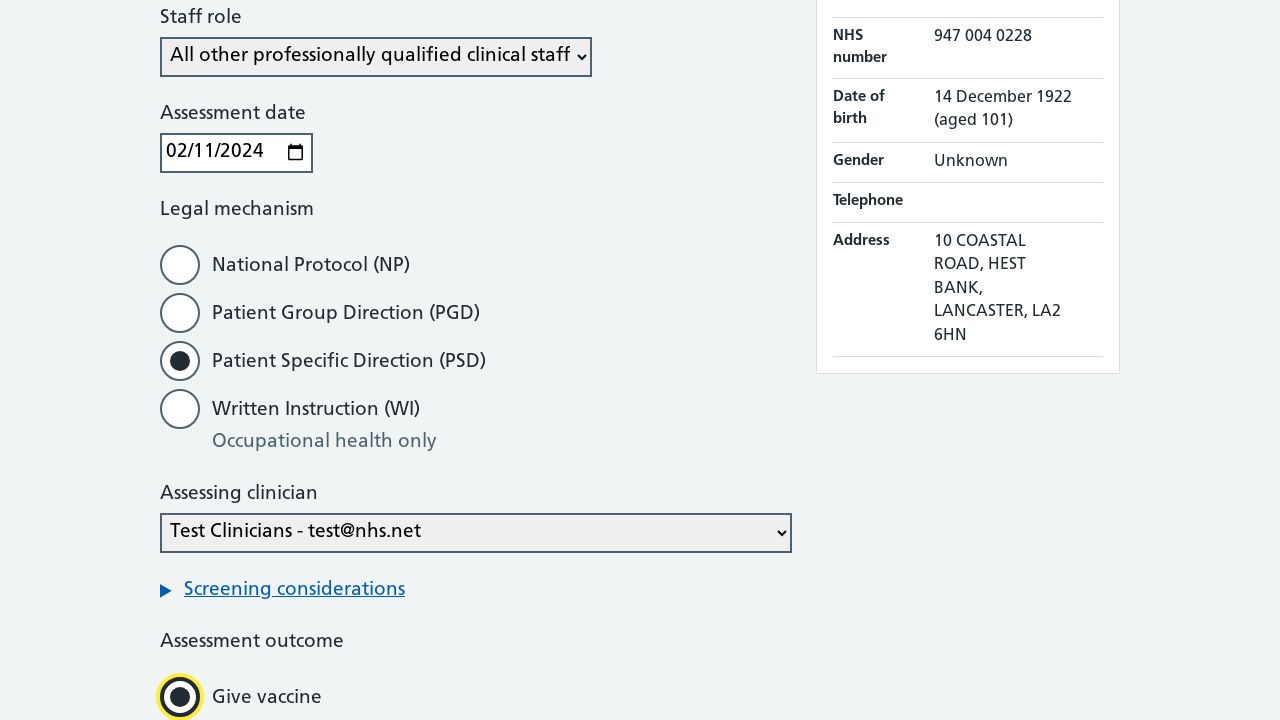 Staff role
All other professionally qualified clinical staff
Assessment date
02/11/2024
Legal mechanism
National Protocol (NP)
Patient Group Direction (PGD)
Patient Specific Direction (PSD)
Written Instruction (WI)
Occupational health only
Assessing clinician
Test Clinicians - test@nhs.net
Screening considerations
Assessment outcome
Give vaccine
NHS
number
947 004 0228
Date of
birth
14 December 1922
(aged 101)
Gender
Unknown
Telephone
Address
10 COASTAL
ROAD, HEST
BANK,
LANCASTER, LA2
6HN